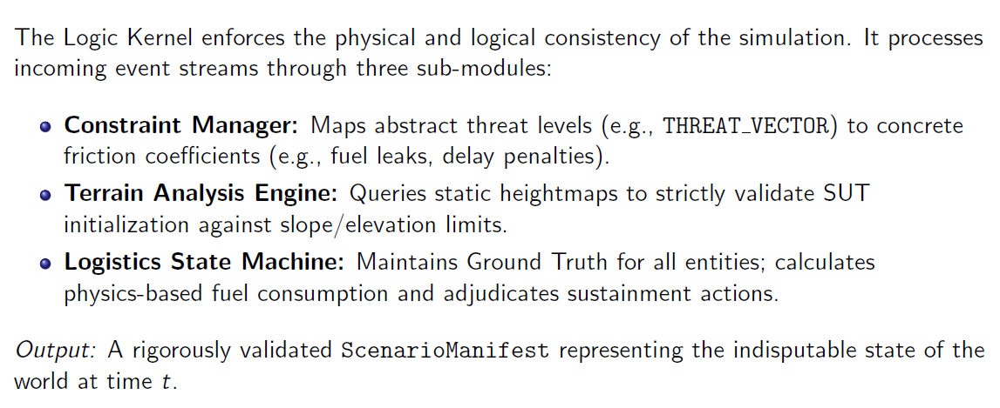 The Logic Kernel enforces the physical and logical consistency of the simulation. It processes
incoming event streams through three sub-modules:
Constraint Manager: Maps abstract threat levels (e.g., THREAT_VECTOR) to concrete
friction coefficients (e.g., fuel leaks, delay penalties).
Terrain Analysis Engine: Queries static heightmaps to strictly validate SUT
initialization against slope/elevation limits.
Logistics State Machine: Maintains Ground Truth for all entities; calculates
physics-based fuel consumption and adjudicates sustainment actions.
Output: A rigorously validated ScenarioManifest representing the indisputable state of the
world at time t.